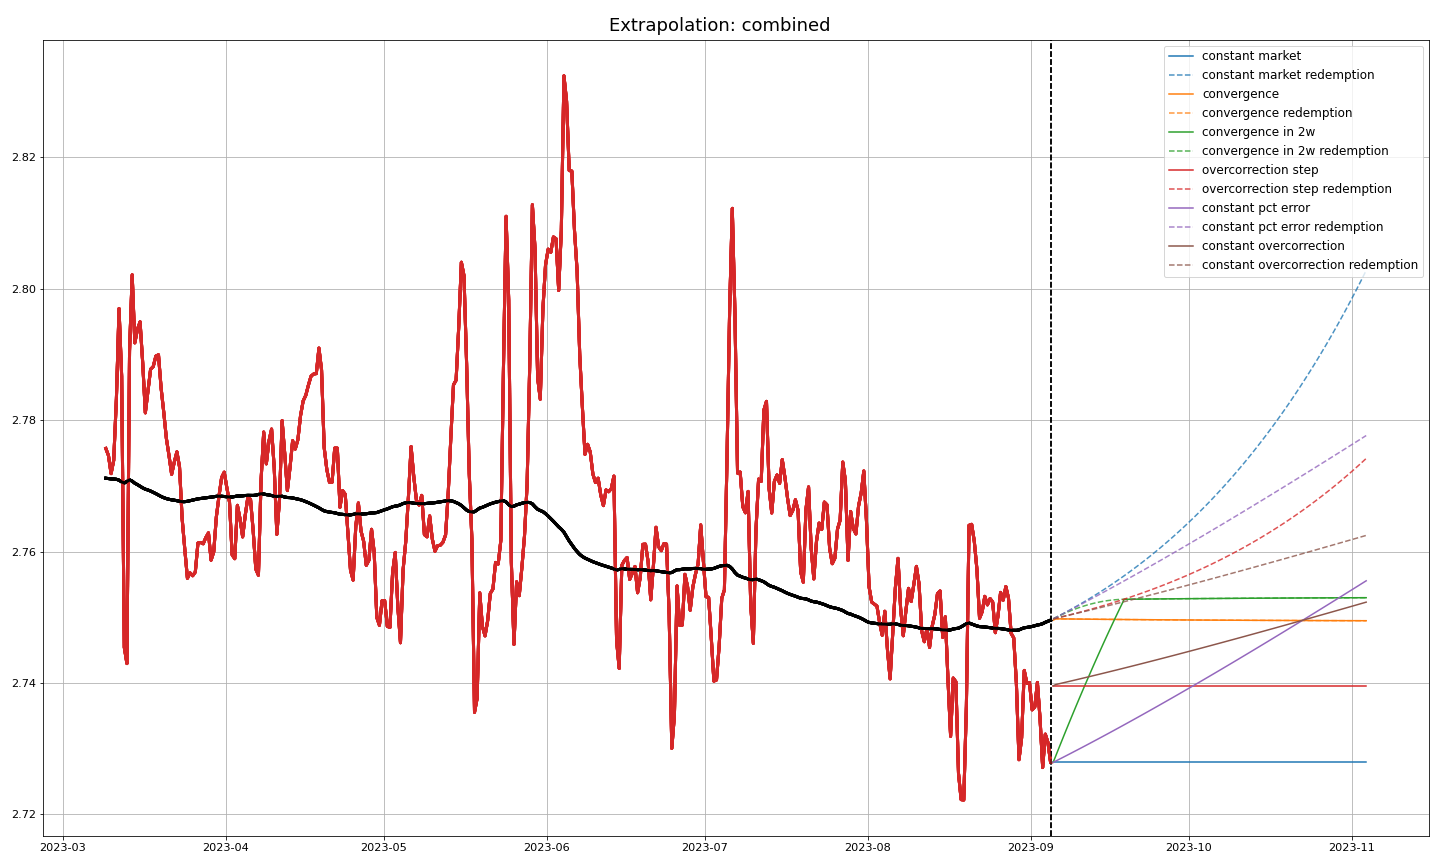 Extrapolation: combined
constant market
constant market redemption
convergence
convergence redemption
convergence in 2w
convergence in 2w redemption
overcorrection step
overcorrection step redemption
constant pct error
constant pct error redemption
constant overcorrection
constant overcorrection redemption
2.82
2.80
2.78
2.76
2.74
2.72
2023-03 2023-04 2023-05 2023-06 2023-07 2023-08 2023-09 2023-10 2023-11